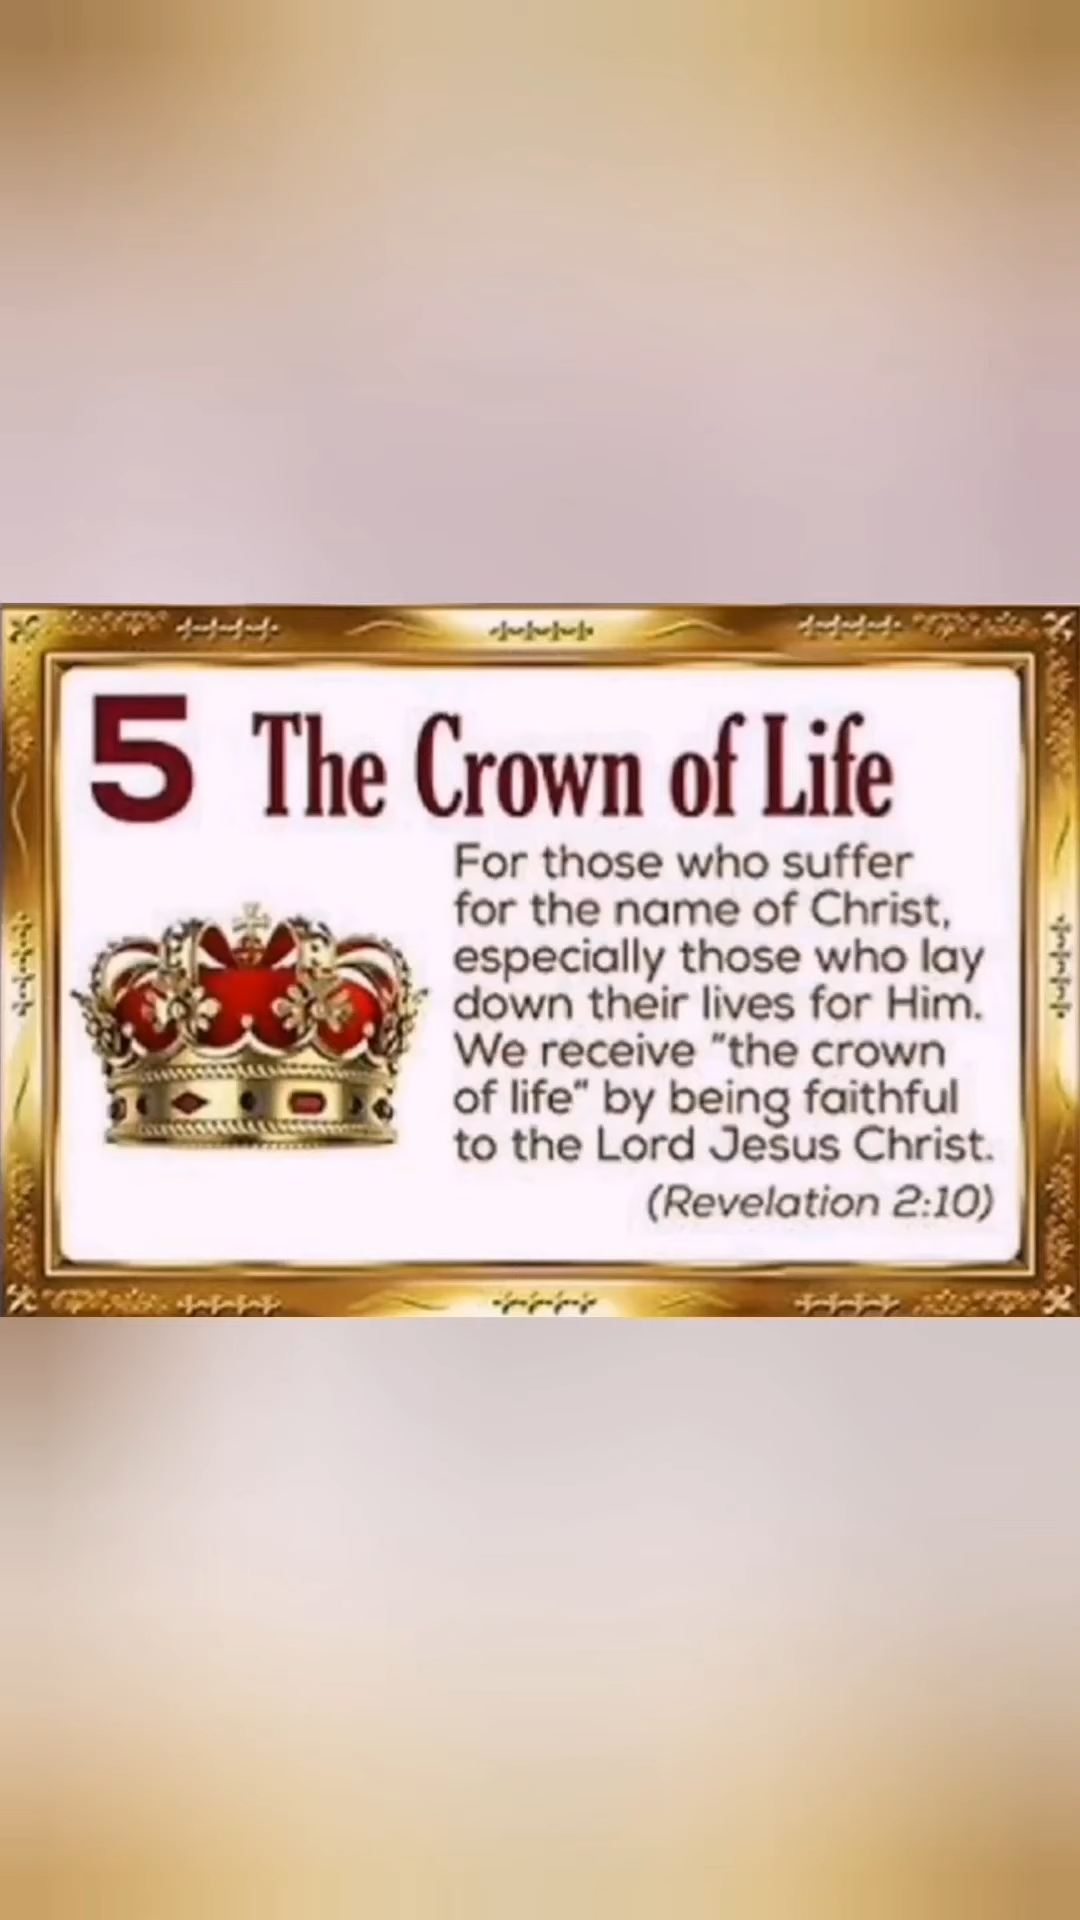 5 The Crown of Life
For those who suffer
for the name of Christ,
especially those who lay
down their lives for Him.
We receive "the crown
of life" by being faithful
to the Lord Jesus Christ.
(Revelation 2:10)